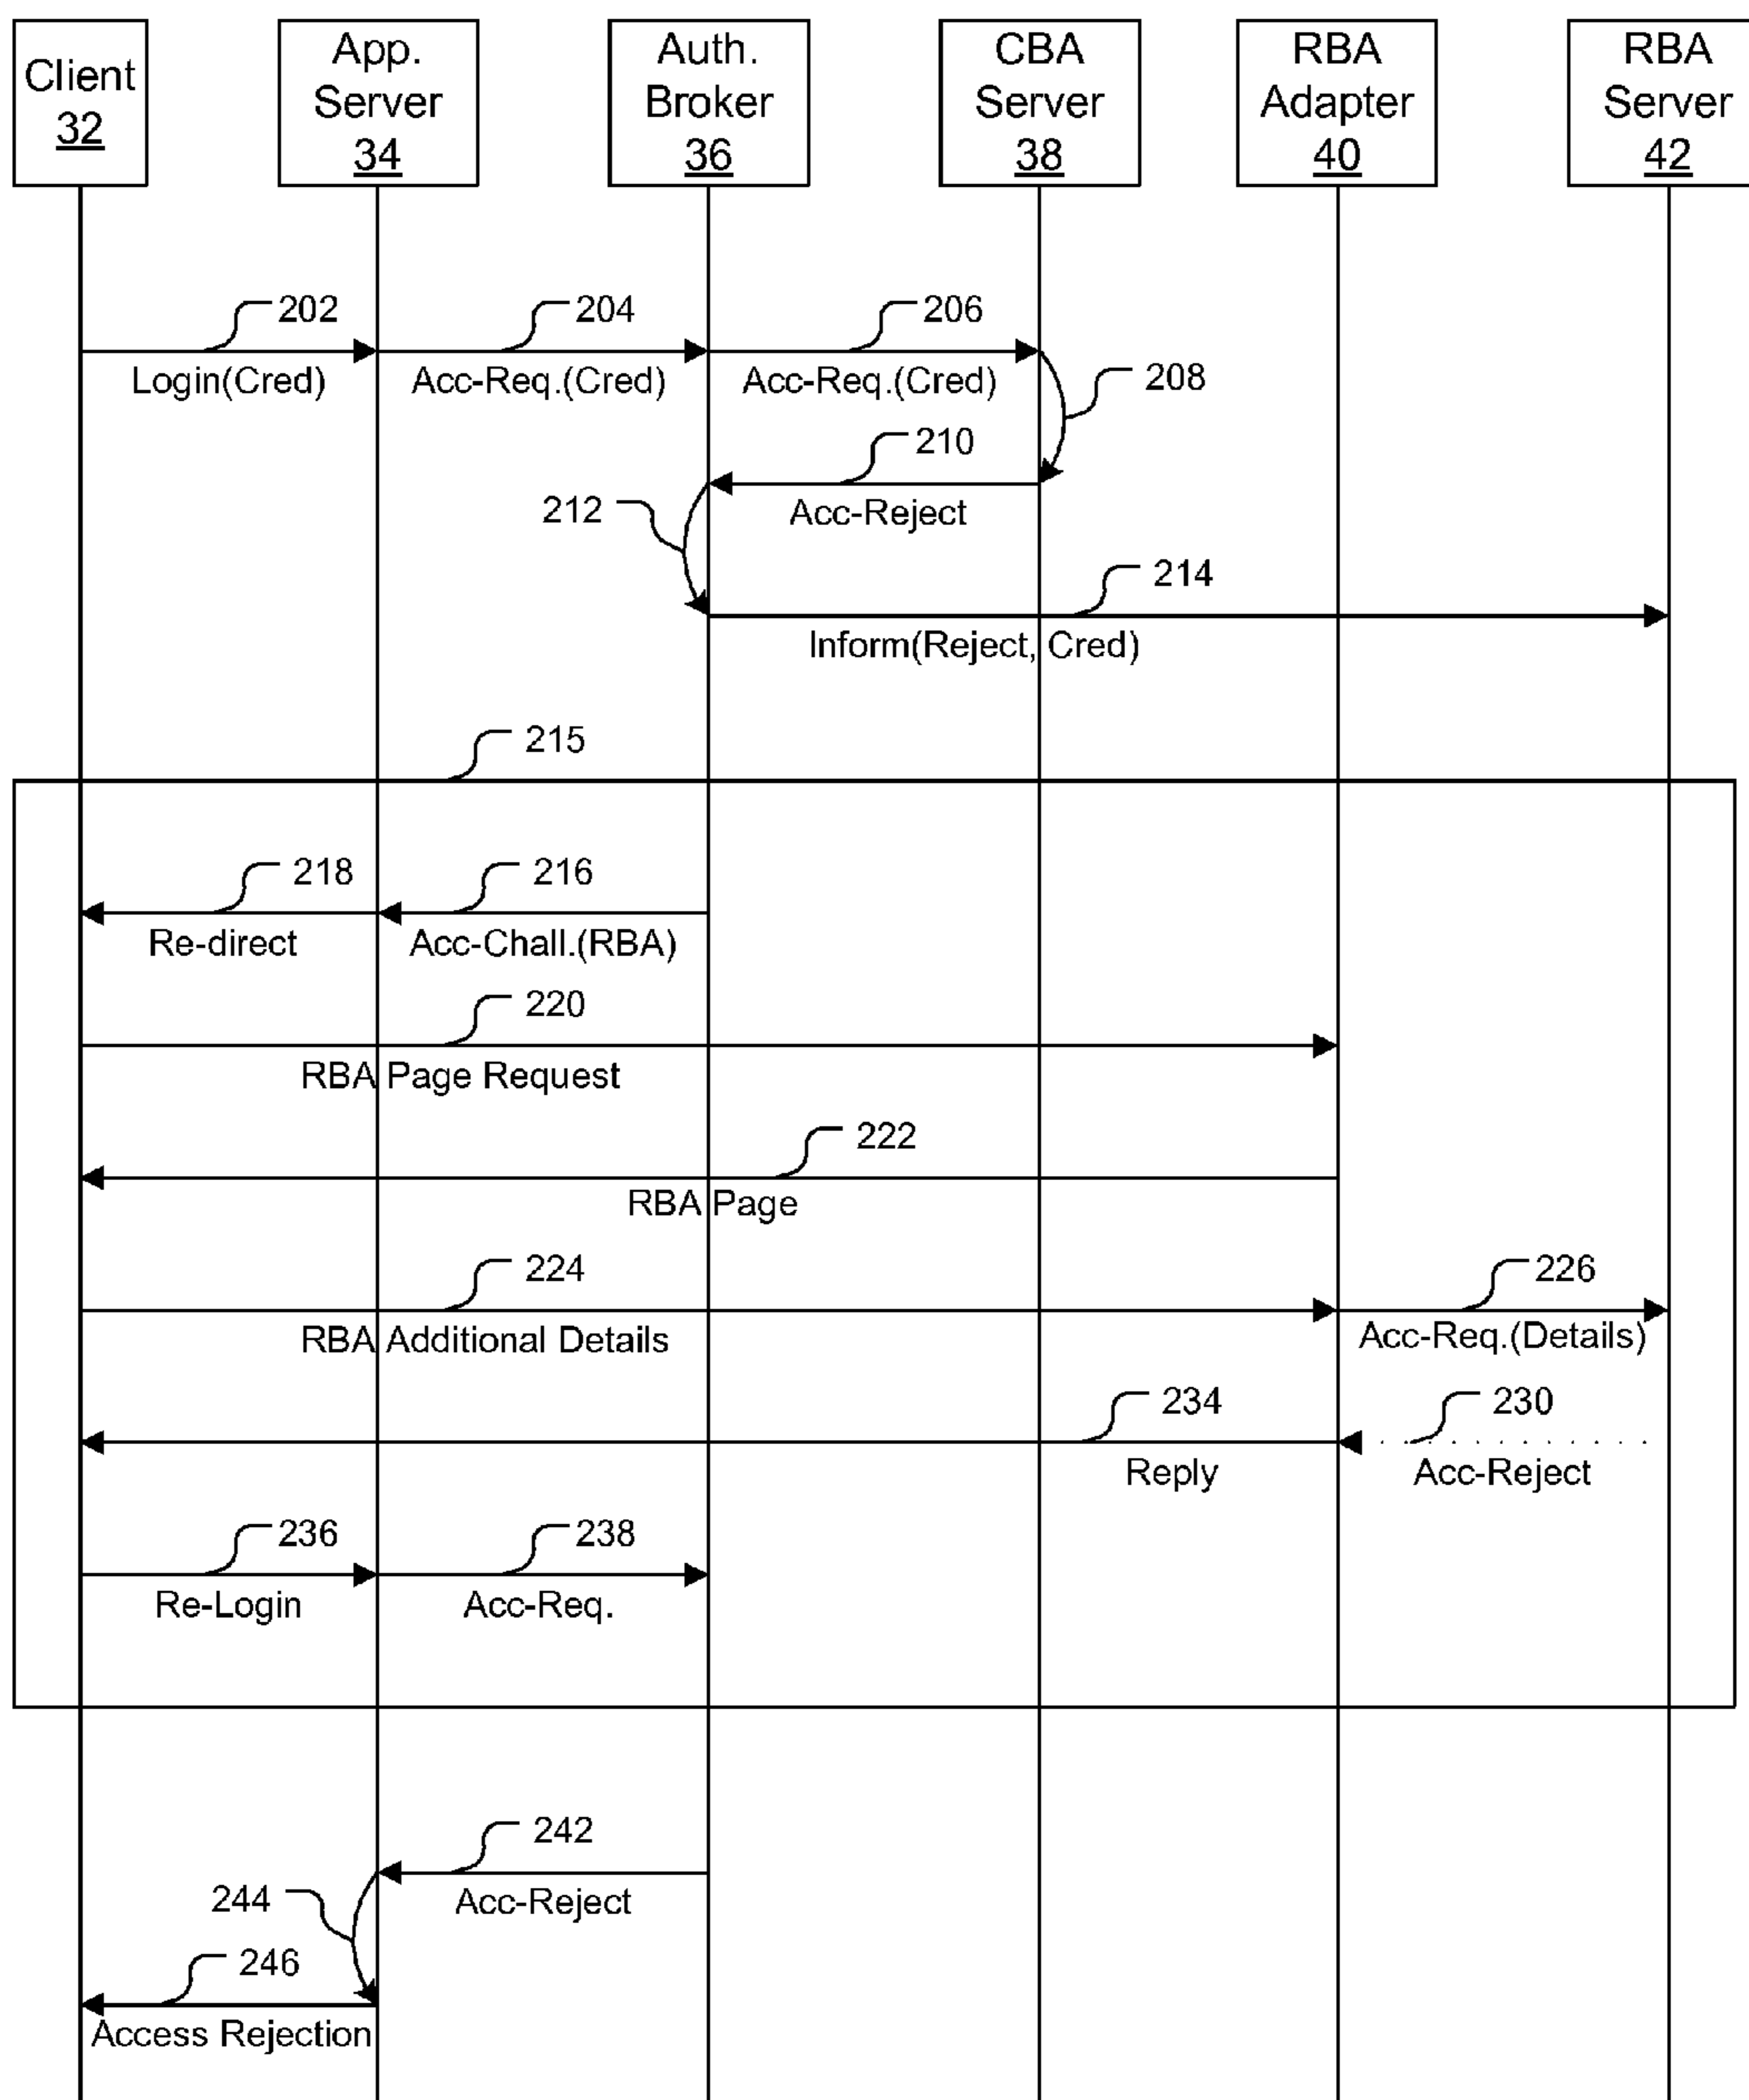 Client
32
App.
Server
34
Auth.
Broker
36
CBA
Server
38
RBA
Adapter
40
RBA
Server
42
202
204
206
Login(Cred)
Acc-Req.(Cred)
Acc-Req.(Cred)
208
210
212
Acc-Reject
214
Inform(Reject, Cred)
215
218
216
Re-direct
Acc-Chall.(RBA)
220
RBA Page Request
222
RBA Page
224
226
RBA Additional Details
Acc-Req.(Details)
234
230
Reply
Acc-Reject
236
238
Re-Login
Acc-Req.
242
244
Acc-Reject
246
Access Rejection